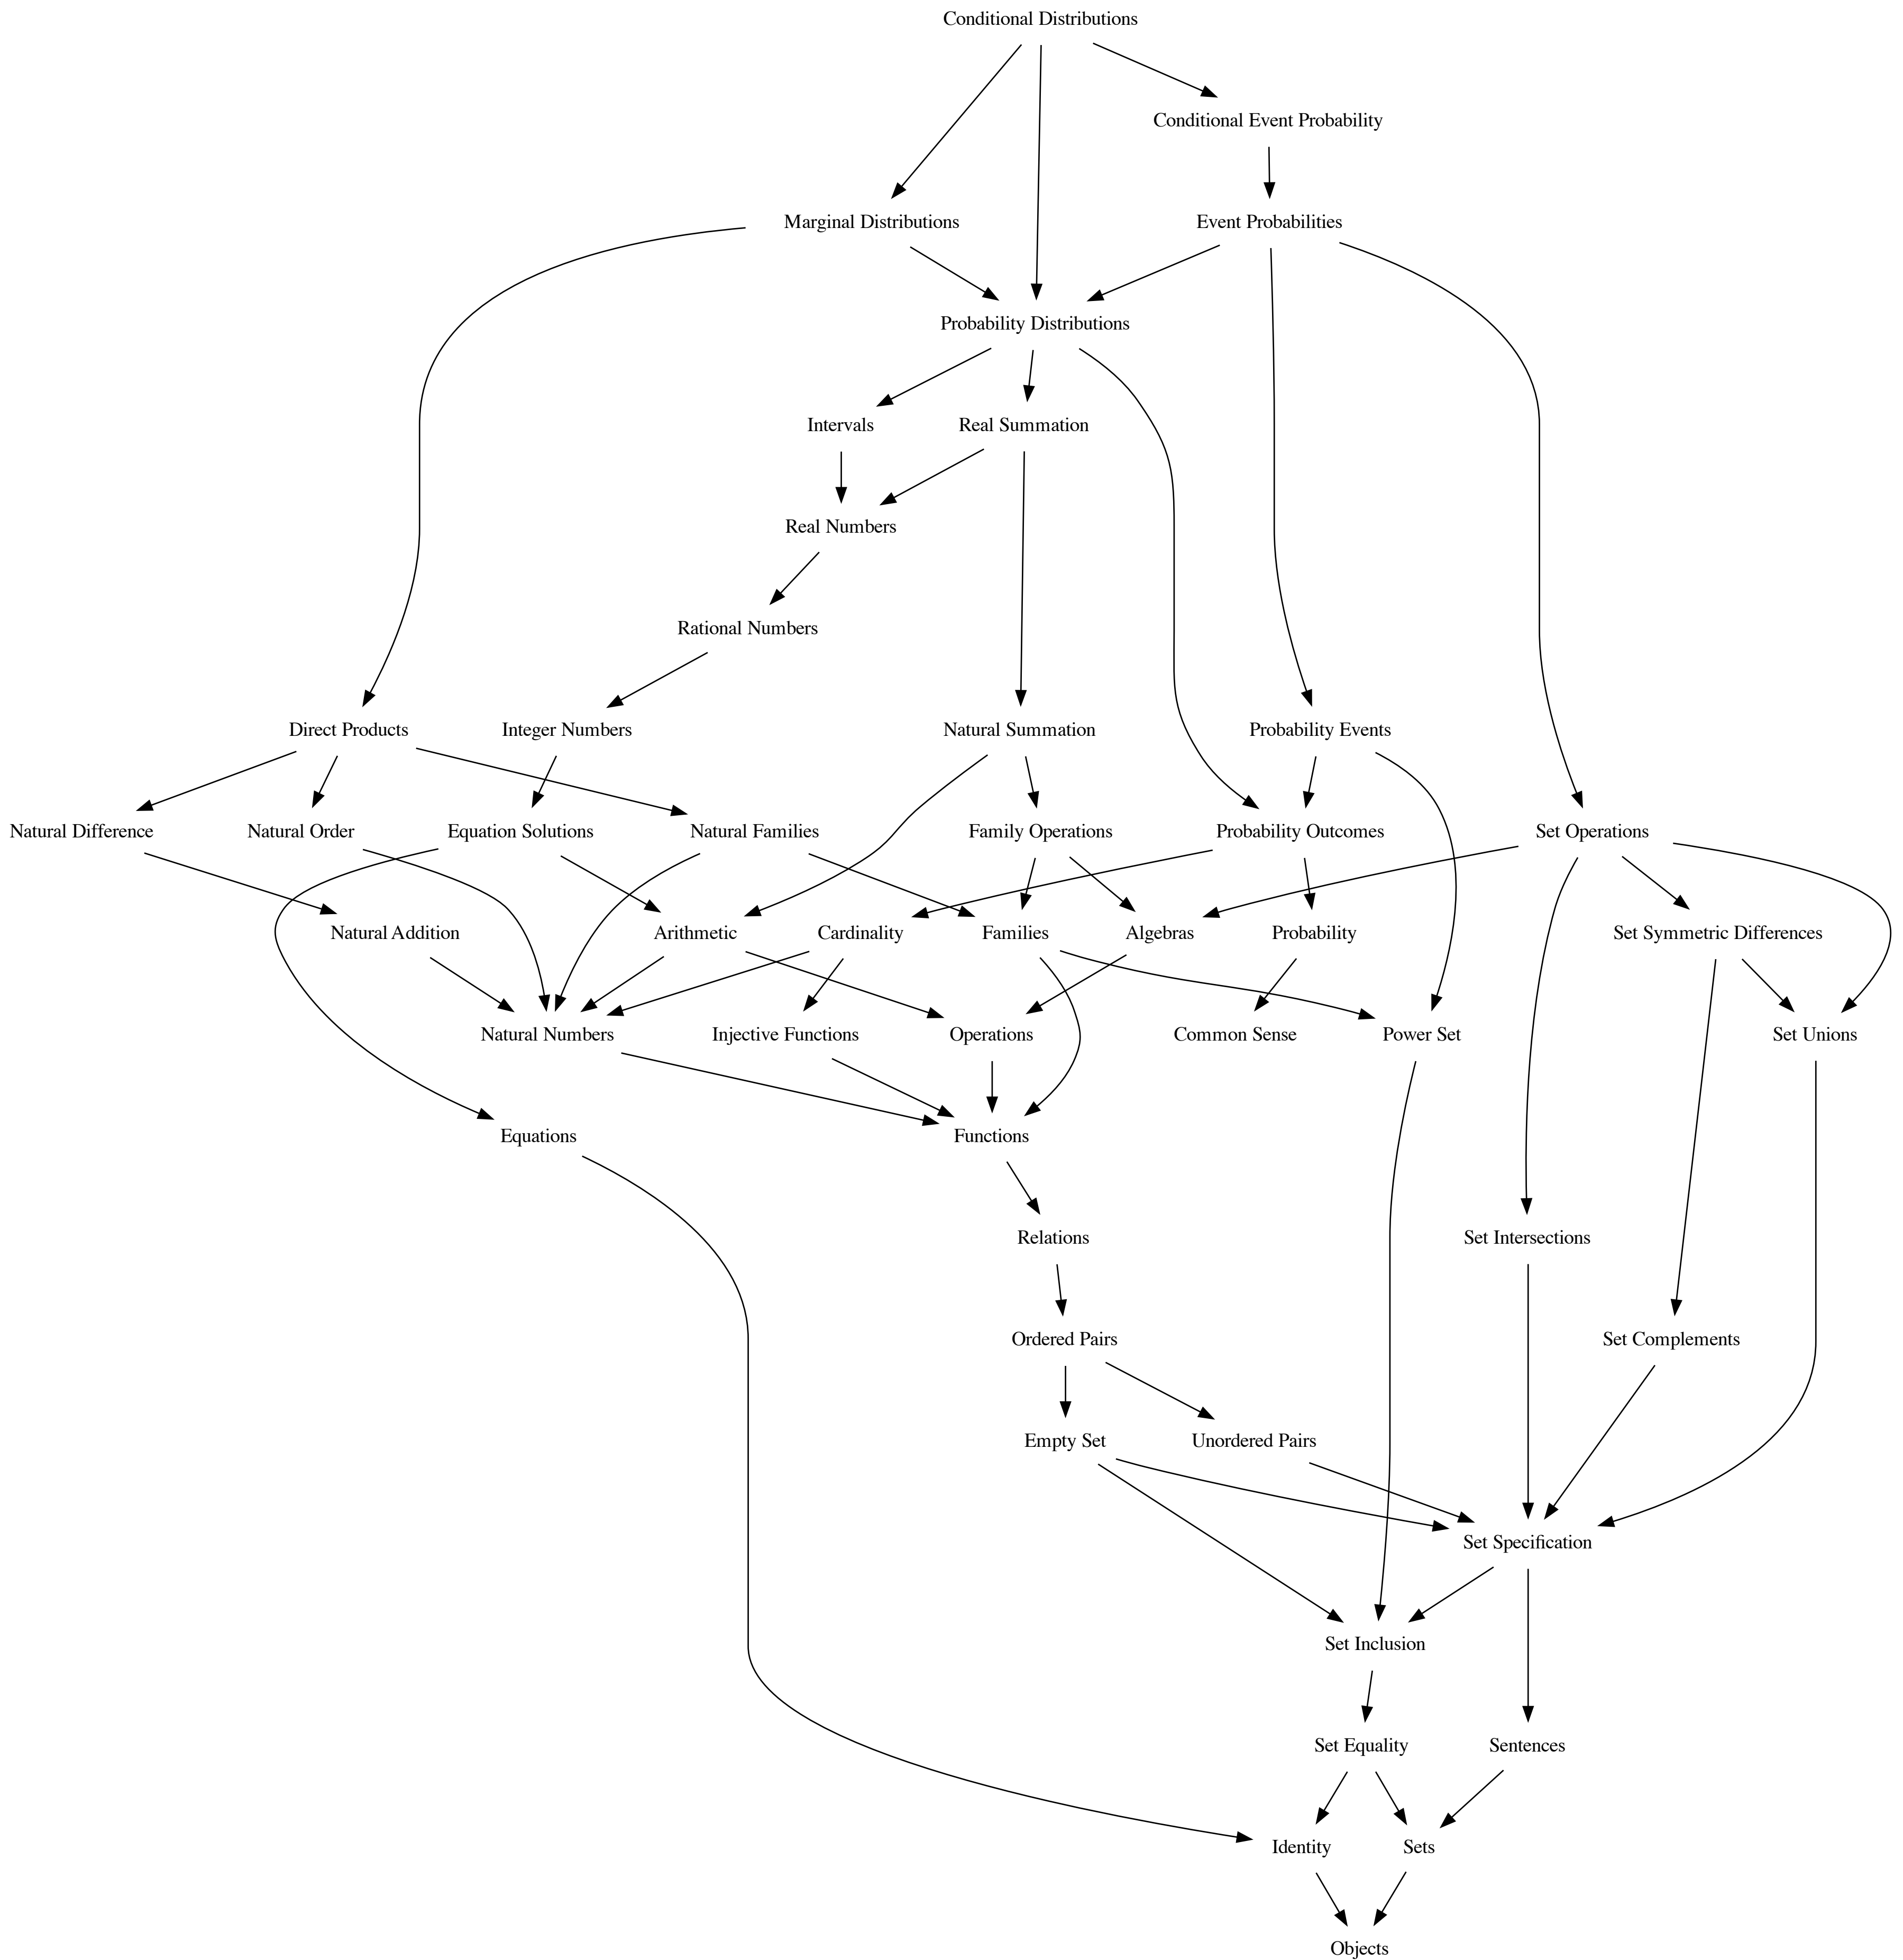 Conditional Distributions
Conditional Event Probability
Marginal Distributions
Event Probabilities
Probability Distributions
Intervals
Real Summation
Real Numbers
Rational Numbers
Direct Products
Integer Numbers
Natural Summation
Probability Events
Natural Difference
Natural Order
Equation Solutions
Natural Families
Family Operations
Probability Outcomes
Set Operations
Natural Addition
Arithmetic
Cardinality
Families
Algebras
Probability
Set Symmetric Differences
Natural Numbers
Injective Functions
Operations
Common Sense
Power Set
Set Unions
Equations
Functions
Relations
Set Intersections
Ordered Pairs
Set Complements
Empty Set
Unordered Pairs
Set Specification
Set Inclusion
Set Equality
Sentences
Identity
Sets
Objects